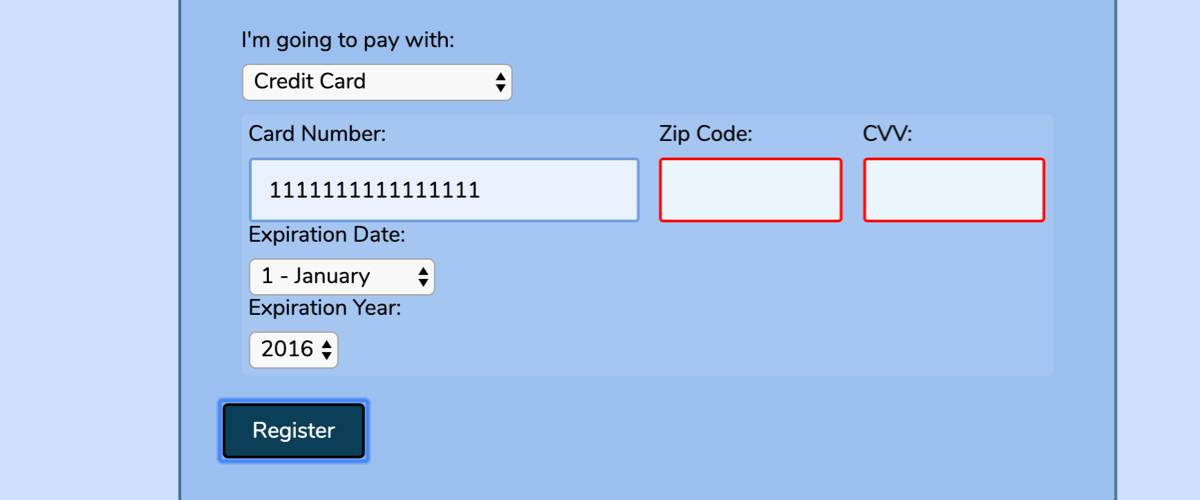 I'm going to pay with:
Credit Card
Card Number: Zip Code: CVV:
1111111111111111
Expiration Date:
1 - January
Expiration Year:
2016
Register